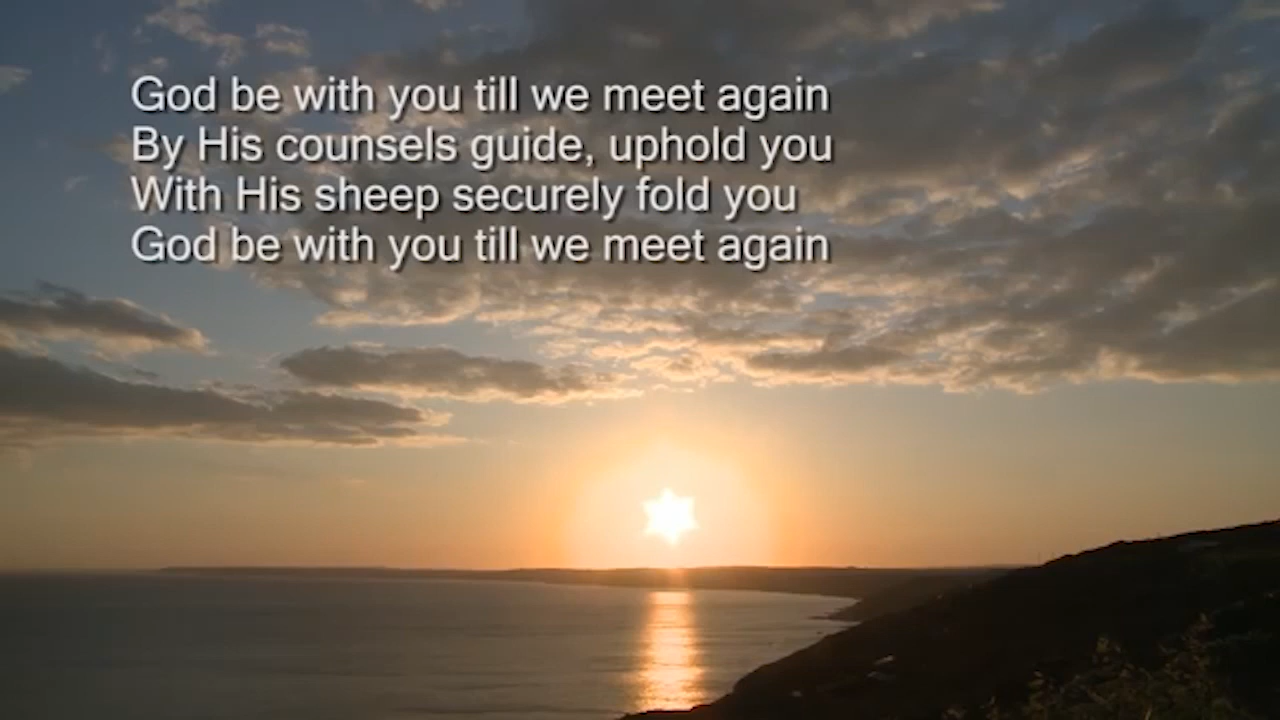 God be with you till we meet again
By His counsels guide, uphold you
With His sheep securely fold you
God be with you till we meet again